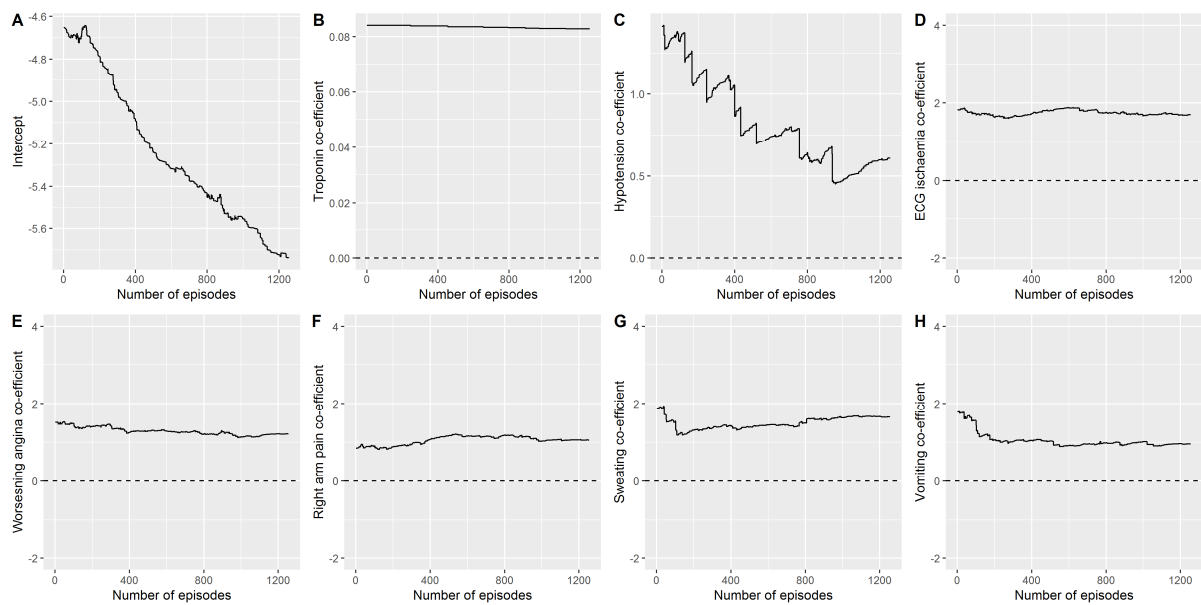 A
Intercept
-4.6
-4.8
-5.0
-5.2
-5.4
-5.6
0 400 800 1200
Number of episodes
B
Troponin co-efficient
0.08
0.06
0.04
0.02
0.00
0 400 800 1200
Number of episodes
C
Hypotension co-efficient
1.0
0.5
0.0
0 400 800 1200
Number of episodes
D
ECG ischaemia co-efficient
4
2
0
-2
0 400 800 1200
Number of episodes
E
Worsesning angina co-efficient
4
2
0
-2
0 400 800 1200
Number of episodes
F
Right arm pain co-efficient
4
2
0
-2
0 400 800 1200
Number of episodes
G
Sweating co-efficient
4
2
0
-2
0 400 800 1200
Number of episodes
H
Vomiting co-efficient
4
2
0
-2
0 400 800 1200
Number of episodes